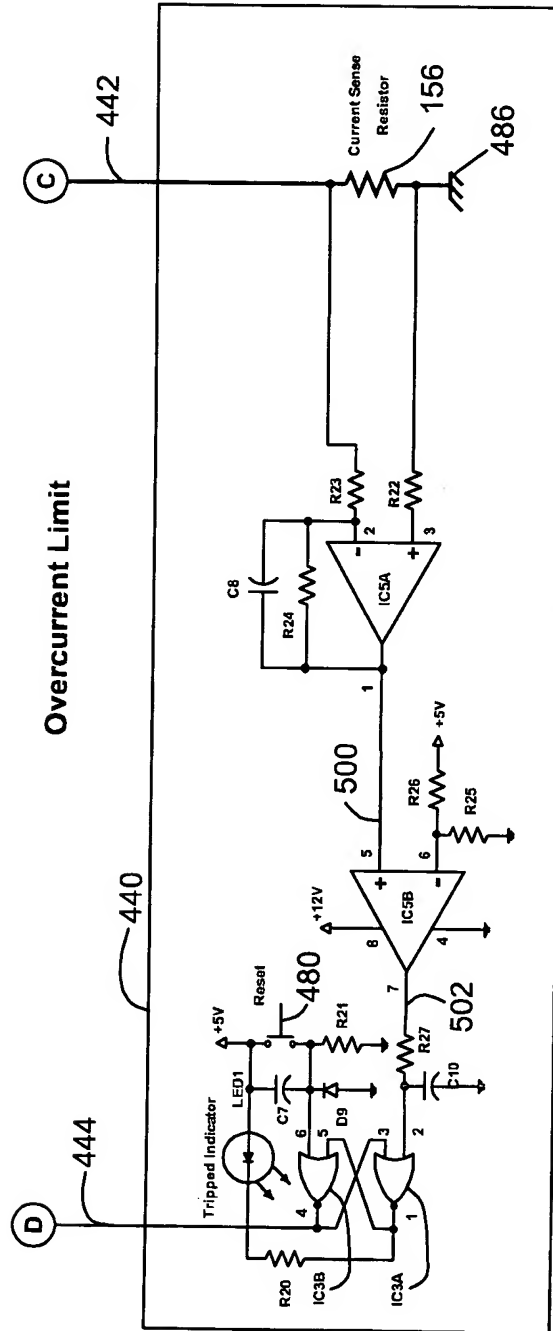 Overcurrent Limit
D
C
444
440
442
Tripped Indicator
LED1
+5V
Reset
480
C7
R21
D9
R20
6
5
4
IC3B
3
2
1
IC3A
R27
C10
502
7
+12V
8
IC5B
4
+
5
-
6
500
R26
+5V
R25
1
C8
R24
IC5A
-
2
+
3
R23
R22
Current Sense
Resistor
156
486